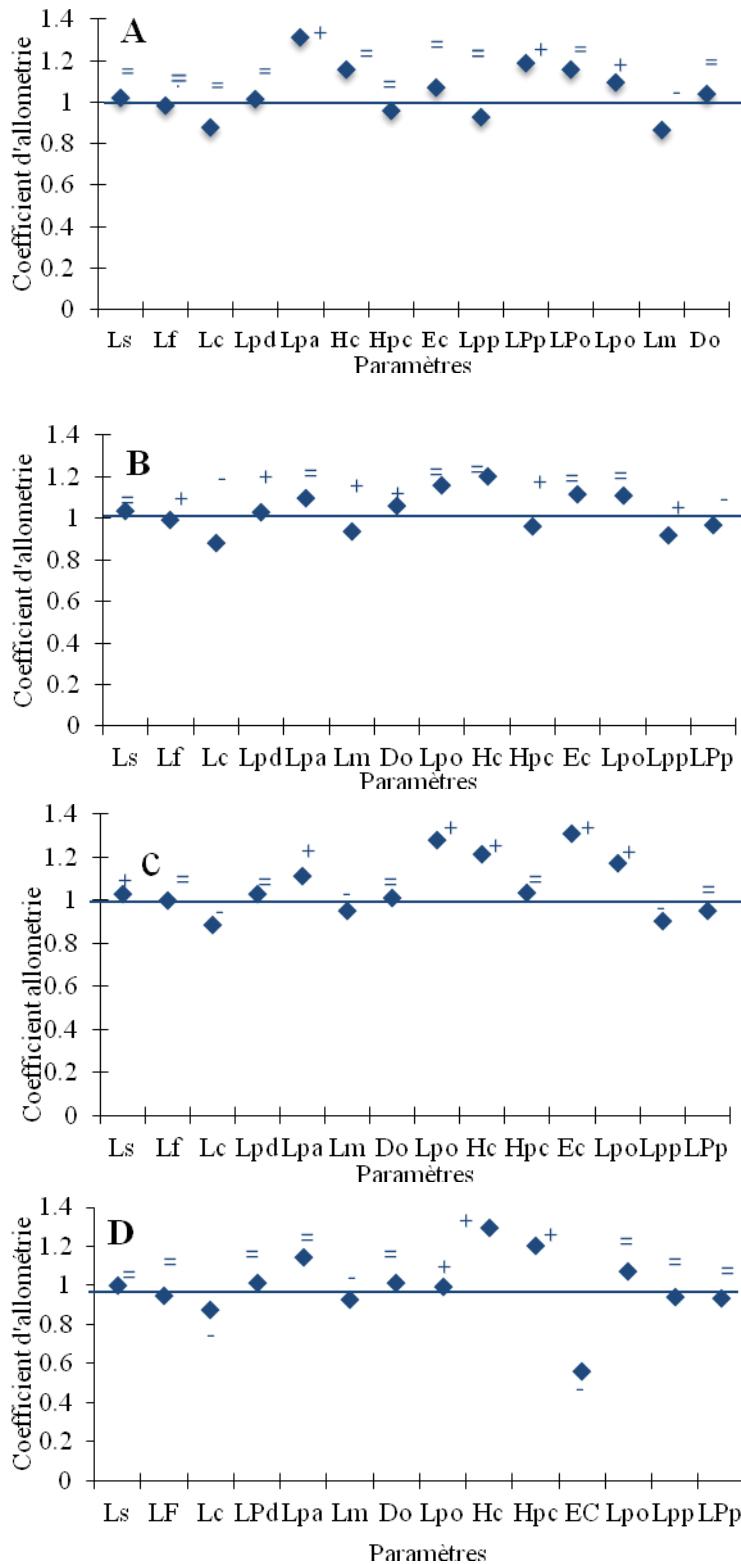 A
Coefficient d'allometrie
1.4
1.2
1
0.8
0.6
0.4
0.2
0
= = = = + = = = = + = + - =
Ls Lf Lc Lpd Lpa Hc Hpc Ec Lpp LPp LPo Lpo Lm Do
Paramètres
B
Coefficient d'allometrie
1.4
1.2
1
0.8
0.6
0.4
0.2
0
= + - + = + + = = + = = + -
Ls Lf Lc Lpd Lpa Lm Do Lpo Hc Hpc Ec Lpo Lpp LPp
Paramètres
C
Coefficient allometrie
1.4
1.2
1
0.8
0.6
0.4
0.2
0
+ = - = + - = + + = + + - =
Ls Lf Lc Lpd Lpa Lm Do Lpo Hc Hpc Ec Lpo Lpp LPp
Paramètres
D
Coefficient d'allométrie
1.4
1.2
1
0.8
0.6
0.4
0.2
0
= = - = = - = + + + - = = =
Ls LF Lc LPd Lpa Lm Do Lpo Hc Hpc EC Lpo Lpp LPp
Paramètres